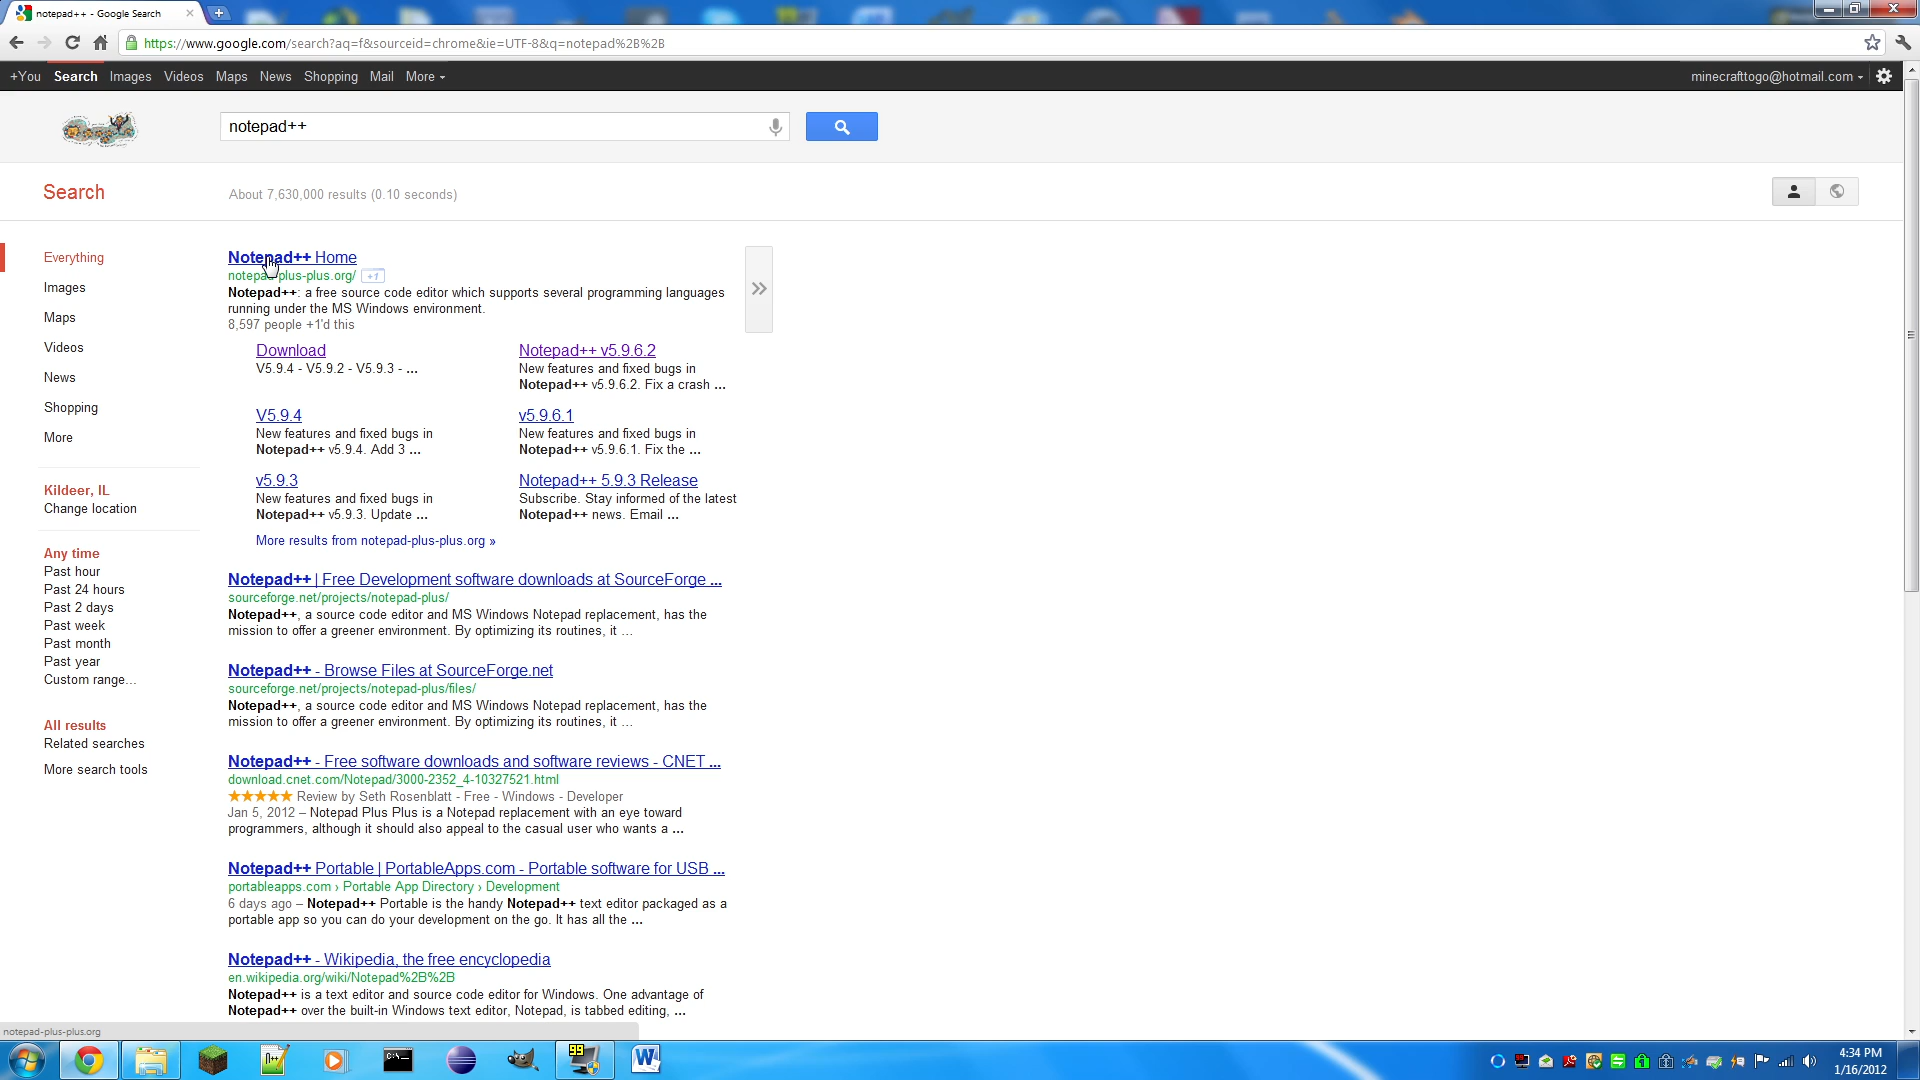 notepad++ - Google Search
https://www.google.com/search?aq=f&sourceid=chrome&ie=UTF-8&q=notepad%2B%2B
+You Search Images Videos Maps News Shopping Mail More
minecrafttogo@hotmail.com
notepad++
Search
About 7,630,000 results (0.10 seconds)
Everything
Images
Maps
Videos
News
Shopping
More
Kildeer, IL
Change location
Any time
Past hour
Past 24 hours
Past 2 days
Past week
Past month
Past year
Custom range...
All results
Related searches
More search tools
Notepad++ Home
notepad-plus-plus.org/ +1
Notepad++: a free source code editor which supports several programming languages
running under the MS Windows environment.
8,597 people +1'd this
Download
V5.9.4 - V5.9.2 - V5.9.3 - ...
Notepad++ v5.9.6.2
New features and fixed bugs in
Notepad++ v5.9.6.2. Fix a crash ...
V5.9.4
New features and fixed bugs in
Notepad++ v5.9.4. Add 3 ...
v5.9.6.1
New features and fixed bugs in
Notepad++ v5.9.6.1. Fix the ...
v5.9.3
New features and fixed bugs in
Notepad++ v5.9.3. Update ...
Notepad++ 5.9.3 Release
Subscribe. Stay informed of the latest
Notepad++ news. Email ...
More results from notepad-plus-plus.org »
Notepad++ | Free Development software downloads at SourceForge ...
sourceforge.net/projects/notepad-plus/
Notepad++, a source code editor and MS Windows Notepad replacement, has the
mission to offer a greener environment. By optimizing its routines, it ...
Notepad++ - Browse Files at SourceForge.net
sourceforge.net/projects/notepad-plus/files/
Notepad++, a source code editor and MS Windows Notepad replacement, has the
mission to offer a greener environment. By optimizing its routines, it ...
Notepad++ - Free software downloads and software reviews - CNET ...
download.cnet.com/Notepad/3000-2352_4-10327521.html
Review by Seth Rosenblatt - Free - Windows - Developer
Jan 5, 2012 – Notepad Plus Plus is a Notepad replacement with an eye toward
programmers, although it should also appeal to the casual user who wants a ...
Notepad++ Portable | PortableApps.com - Portable software for USB ...
portableapps.com › Portable App Directory › Development
6 days ago – Notepad++ Portable is the handy Notepad++ text editor packaged as a
portable app so you can do your development on the go. It has all the ...
Notepad++ - Wikipedia, the free encyclopedia
en.wikipedia.org/wiki/Notepad%2B%2B
Notepad++ is a text editor and source code editor for Windows. One advantage of
Notepad++ over the built-in Windows text editor, Notepad, is tabbed editing, ...
notepad-plus-plus.org
99
4:34 PM
1/16/2012